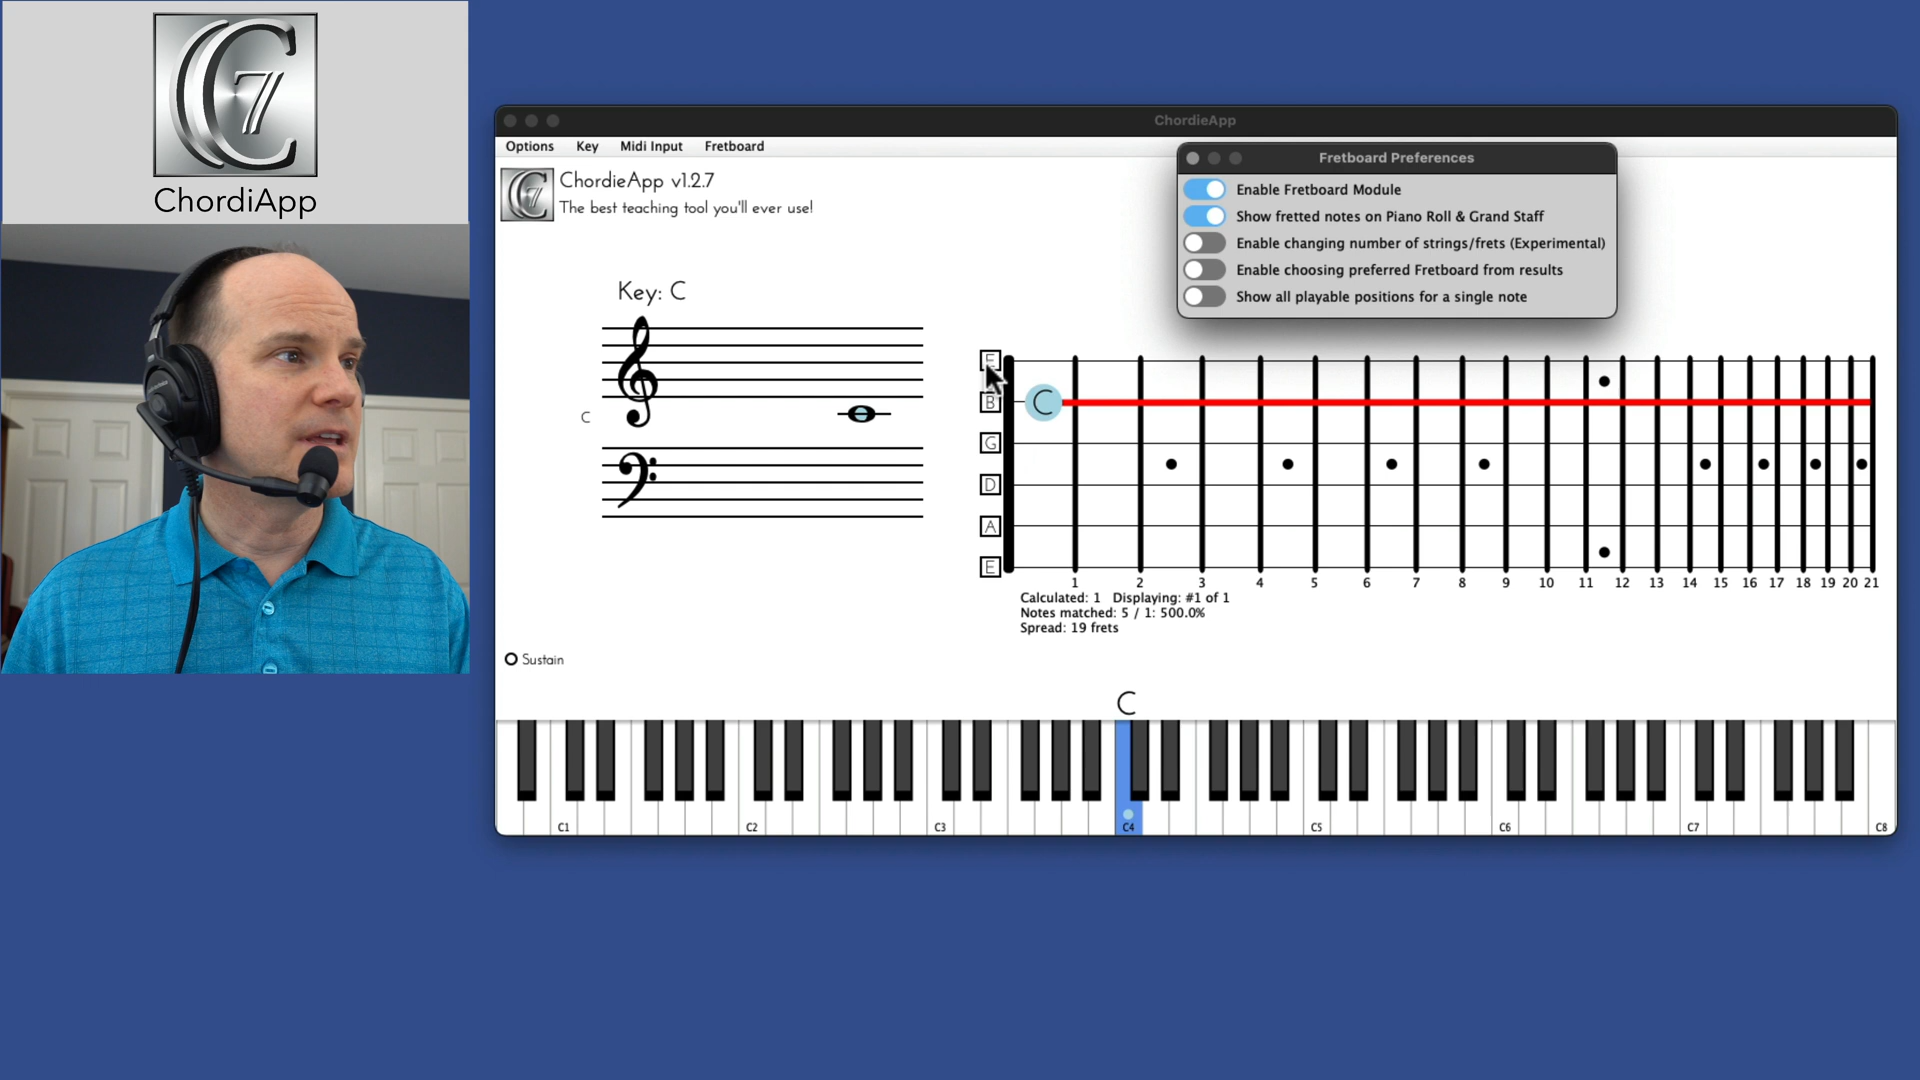 C7
ChordiApp
ChordieApp
Options Key Midi Input Fretboard
C7
ChordieApp v1.2.7
The best teaching tool you'll ever use!
Fretboard Preferences
Enable Fretboard Module
Show fretted notes on Piano Roll & Grand Staff
Enable changing number of strings/frets (Experimental)
Enable choosing preferred Fretboard from results
Show all playable positions for a single note
Key: C
C
E
B
C
G
D
A
E
1 2 3 4 5 6 7 8 9 10 11 12 13 14 15 16 17 18 19 20 21
Calculated: 1 Displaying: #1 of 1
Notes matched: 5 / 1: 500.0%
Spread: 19 frets
Sustain
C
C1 C2 C3 C4 C5 C6 C7 C8